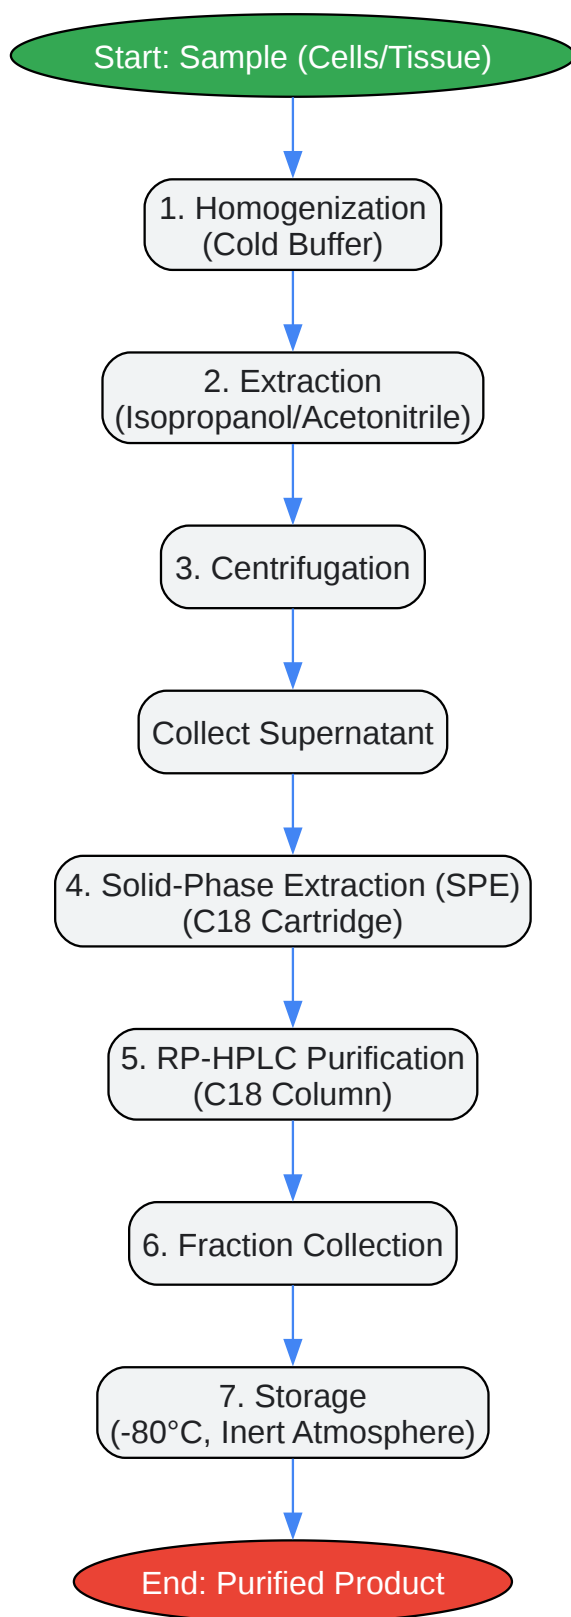 Start: Sample (Cells/Tissue)
1. Homogenization
(Cold Buffer)
2. Extraction
(Isopropanol/Acetonitrile)
3. Centrifugation
Collect Supernatant
4. Solid-Phase Extraction (SPE)
(C18 Cartridge)
5. RP-HPLC Purification
(C18 Column)
6. Fraction Collection
7. Storage
(-80°C, Inert Atmosphere)
End: Purified Product